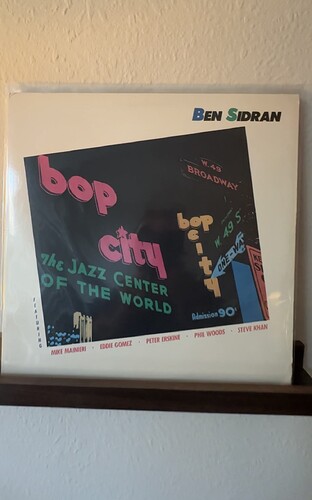 BEN SIDRAN
bop
city
The JAZZ CENTER
OF THE WORLD
W. 49
BROADWAY
bop
city
W. 49 S.
Admission 90¢
FEATURING
MIKE MAINIERI · EDDIE GOMEZ · PETER ERSKINE · PHIL WOODS · STEVE KHAN